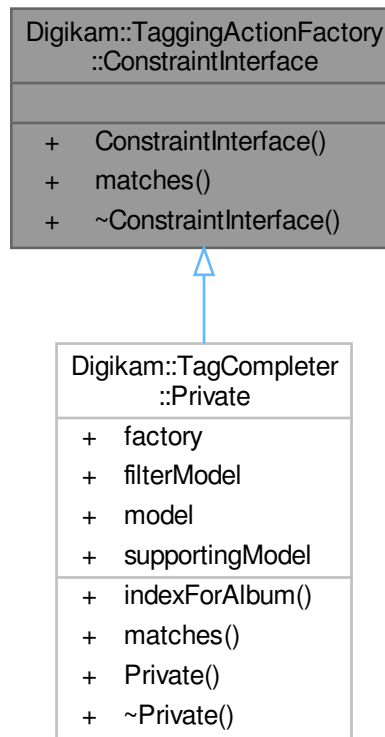 Digikam::TaggingActionFactory
::ConstraintInterface
+ ConstraintInterface()
+ matches()
+ ~ConstraintInterface()
Digikam::TagCompleter
::Private
+ factory
+ filterModel
+ model
+ supportingModel
+ indexForAlbum()
+ matches()
+ Private()
+ ~Private()